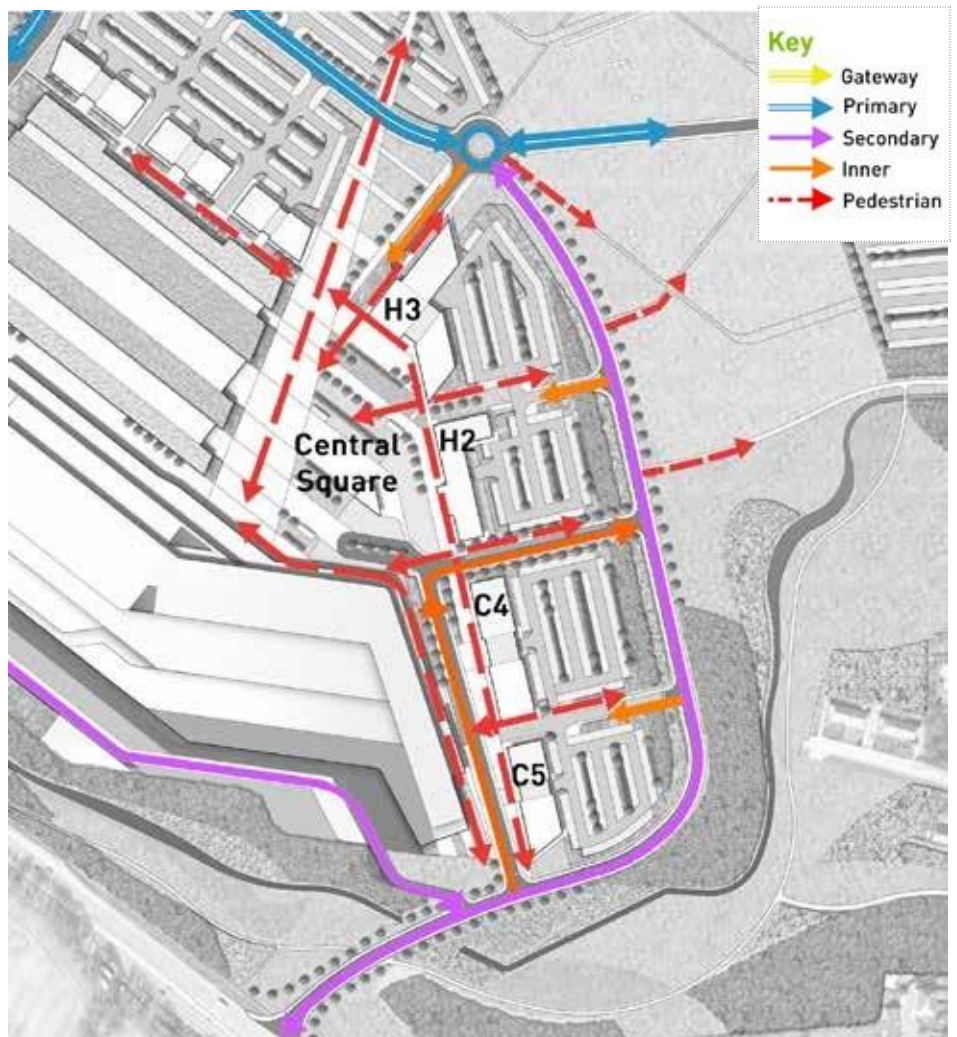 Key
Gateway
Primary
Secondary
Inner
Pedestrian
H3
H2
Central
Square
C4
C5